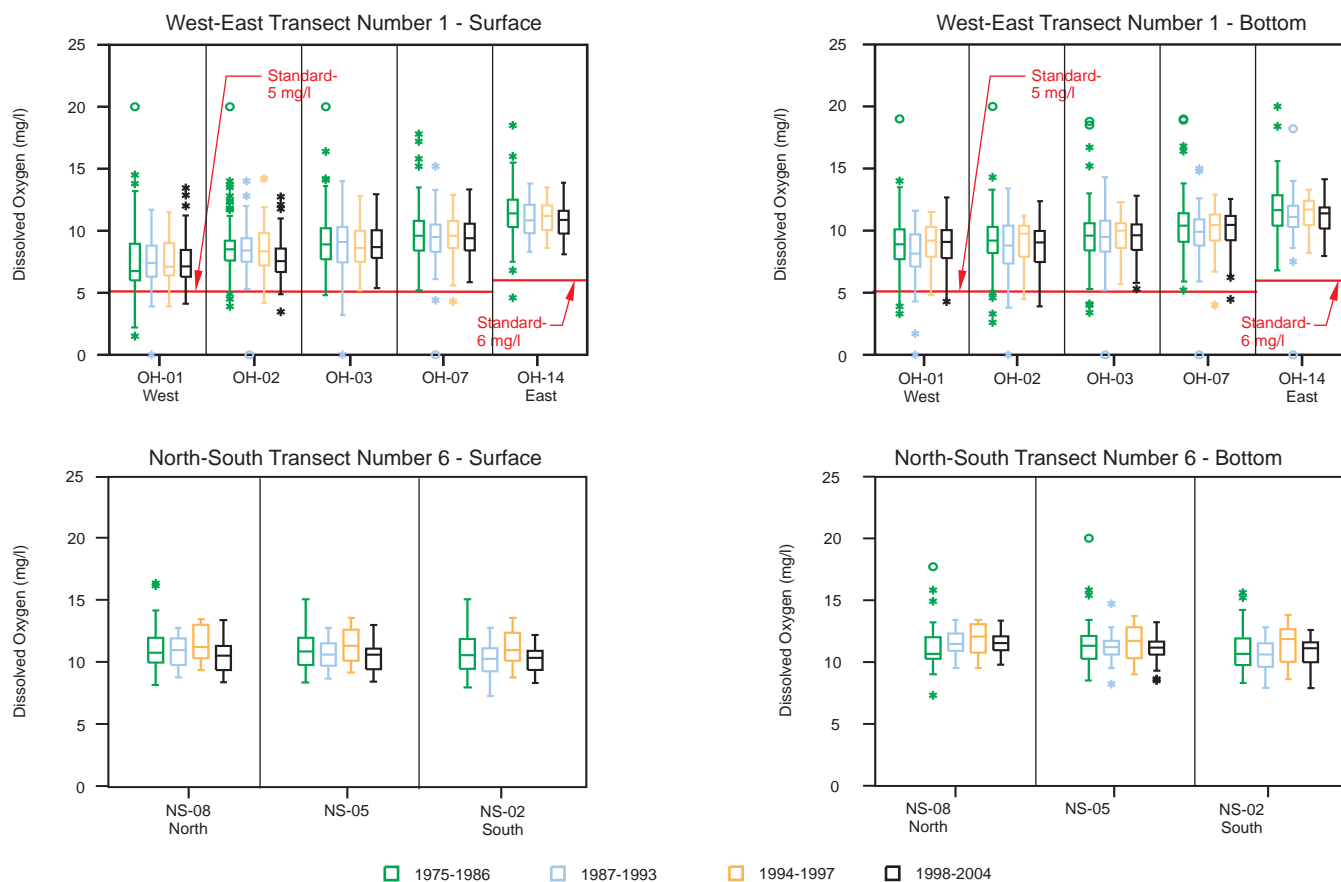 West-East Transect Number 1 - Surface
25
20
15
10
5
0
Dissolved Oxygen (mg/l)
Standard-
5 mg/l
Standard-
6 mg/l
OH-01
West
OH-02
OH-03
OH-07
OH-14
East
West-East Transect Number 1 - Bottom
25
20
15
10
5
0
Dissolved Oxygen (mg/l)
Standard-
5 mg/l
Standard-
6 mg/l
OH-01
West
OH-02
OH-03
OH-07
OH-14
East
North-South Transect Number 6 - Surface
25
20
15
10
5
0
Dissolved Oxygen (mg/l)
NS-08
North
NS-05
NS-02
South
North-South Transect Number 6 - Bottom
25
20
15
10
5
0
Dissolved Oxygen (mg/l)
NS-08
North
NS-05
NS-02
South
1975-1986
1987-1993
1994-1997
1998-2004